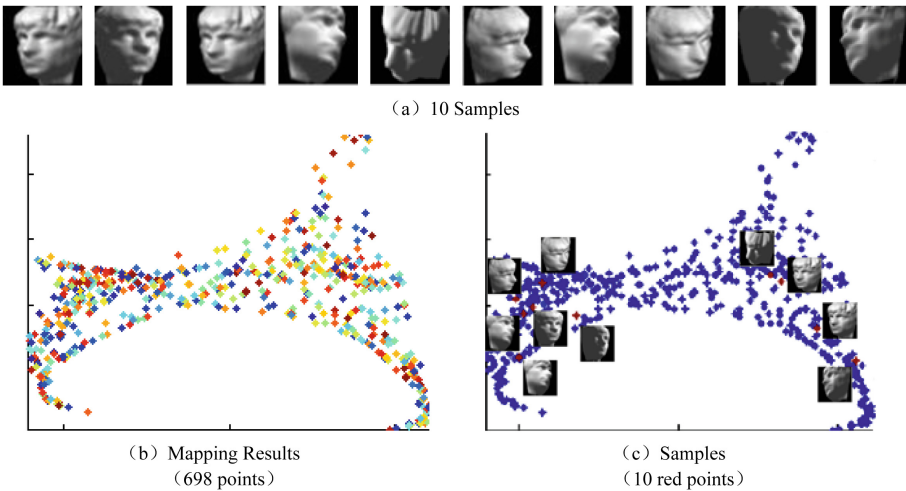 （a）10 Samples
（b）Mapping Results
（698 points）
（c）Samples
（10 red points）